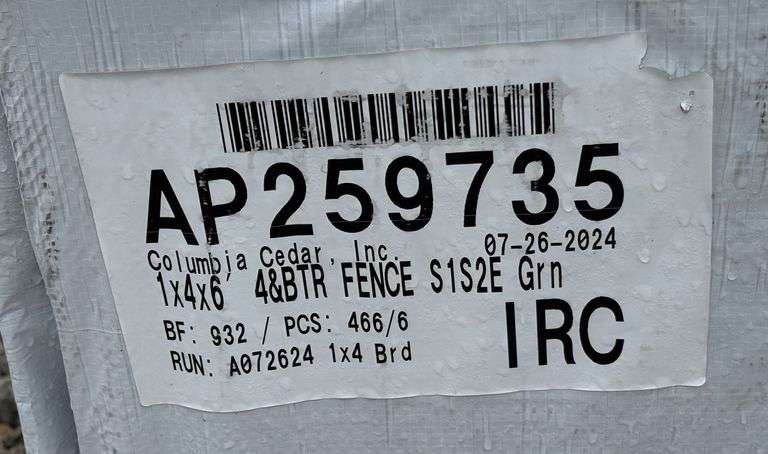 AP259735
Columbia Cedar, Inc. 07-26-2024
1x4x6' 4&BTR FENCE S1S2E Grn
BF: 932 / PCS: 466/6
RUN: A072624 1x4 Brd
IRC